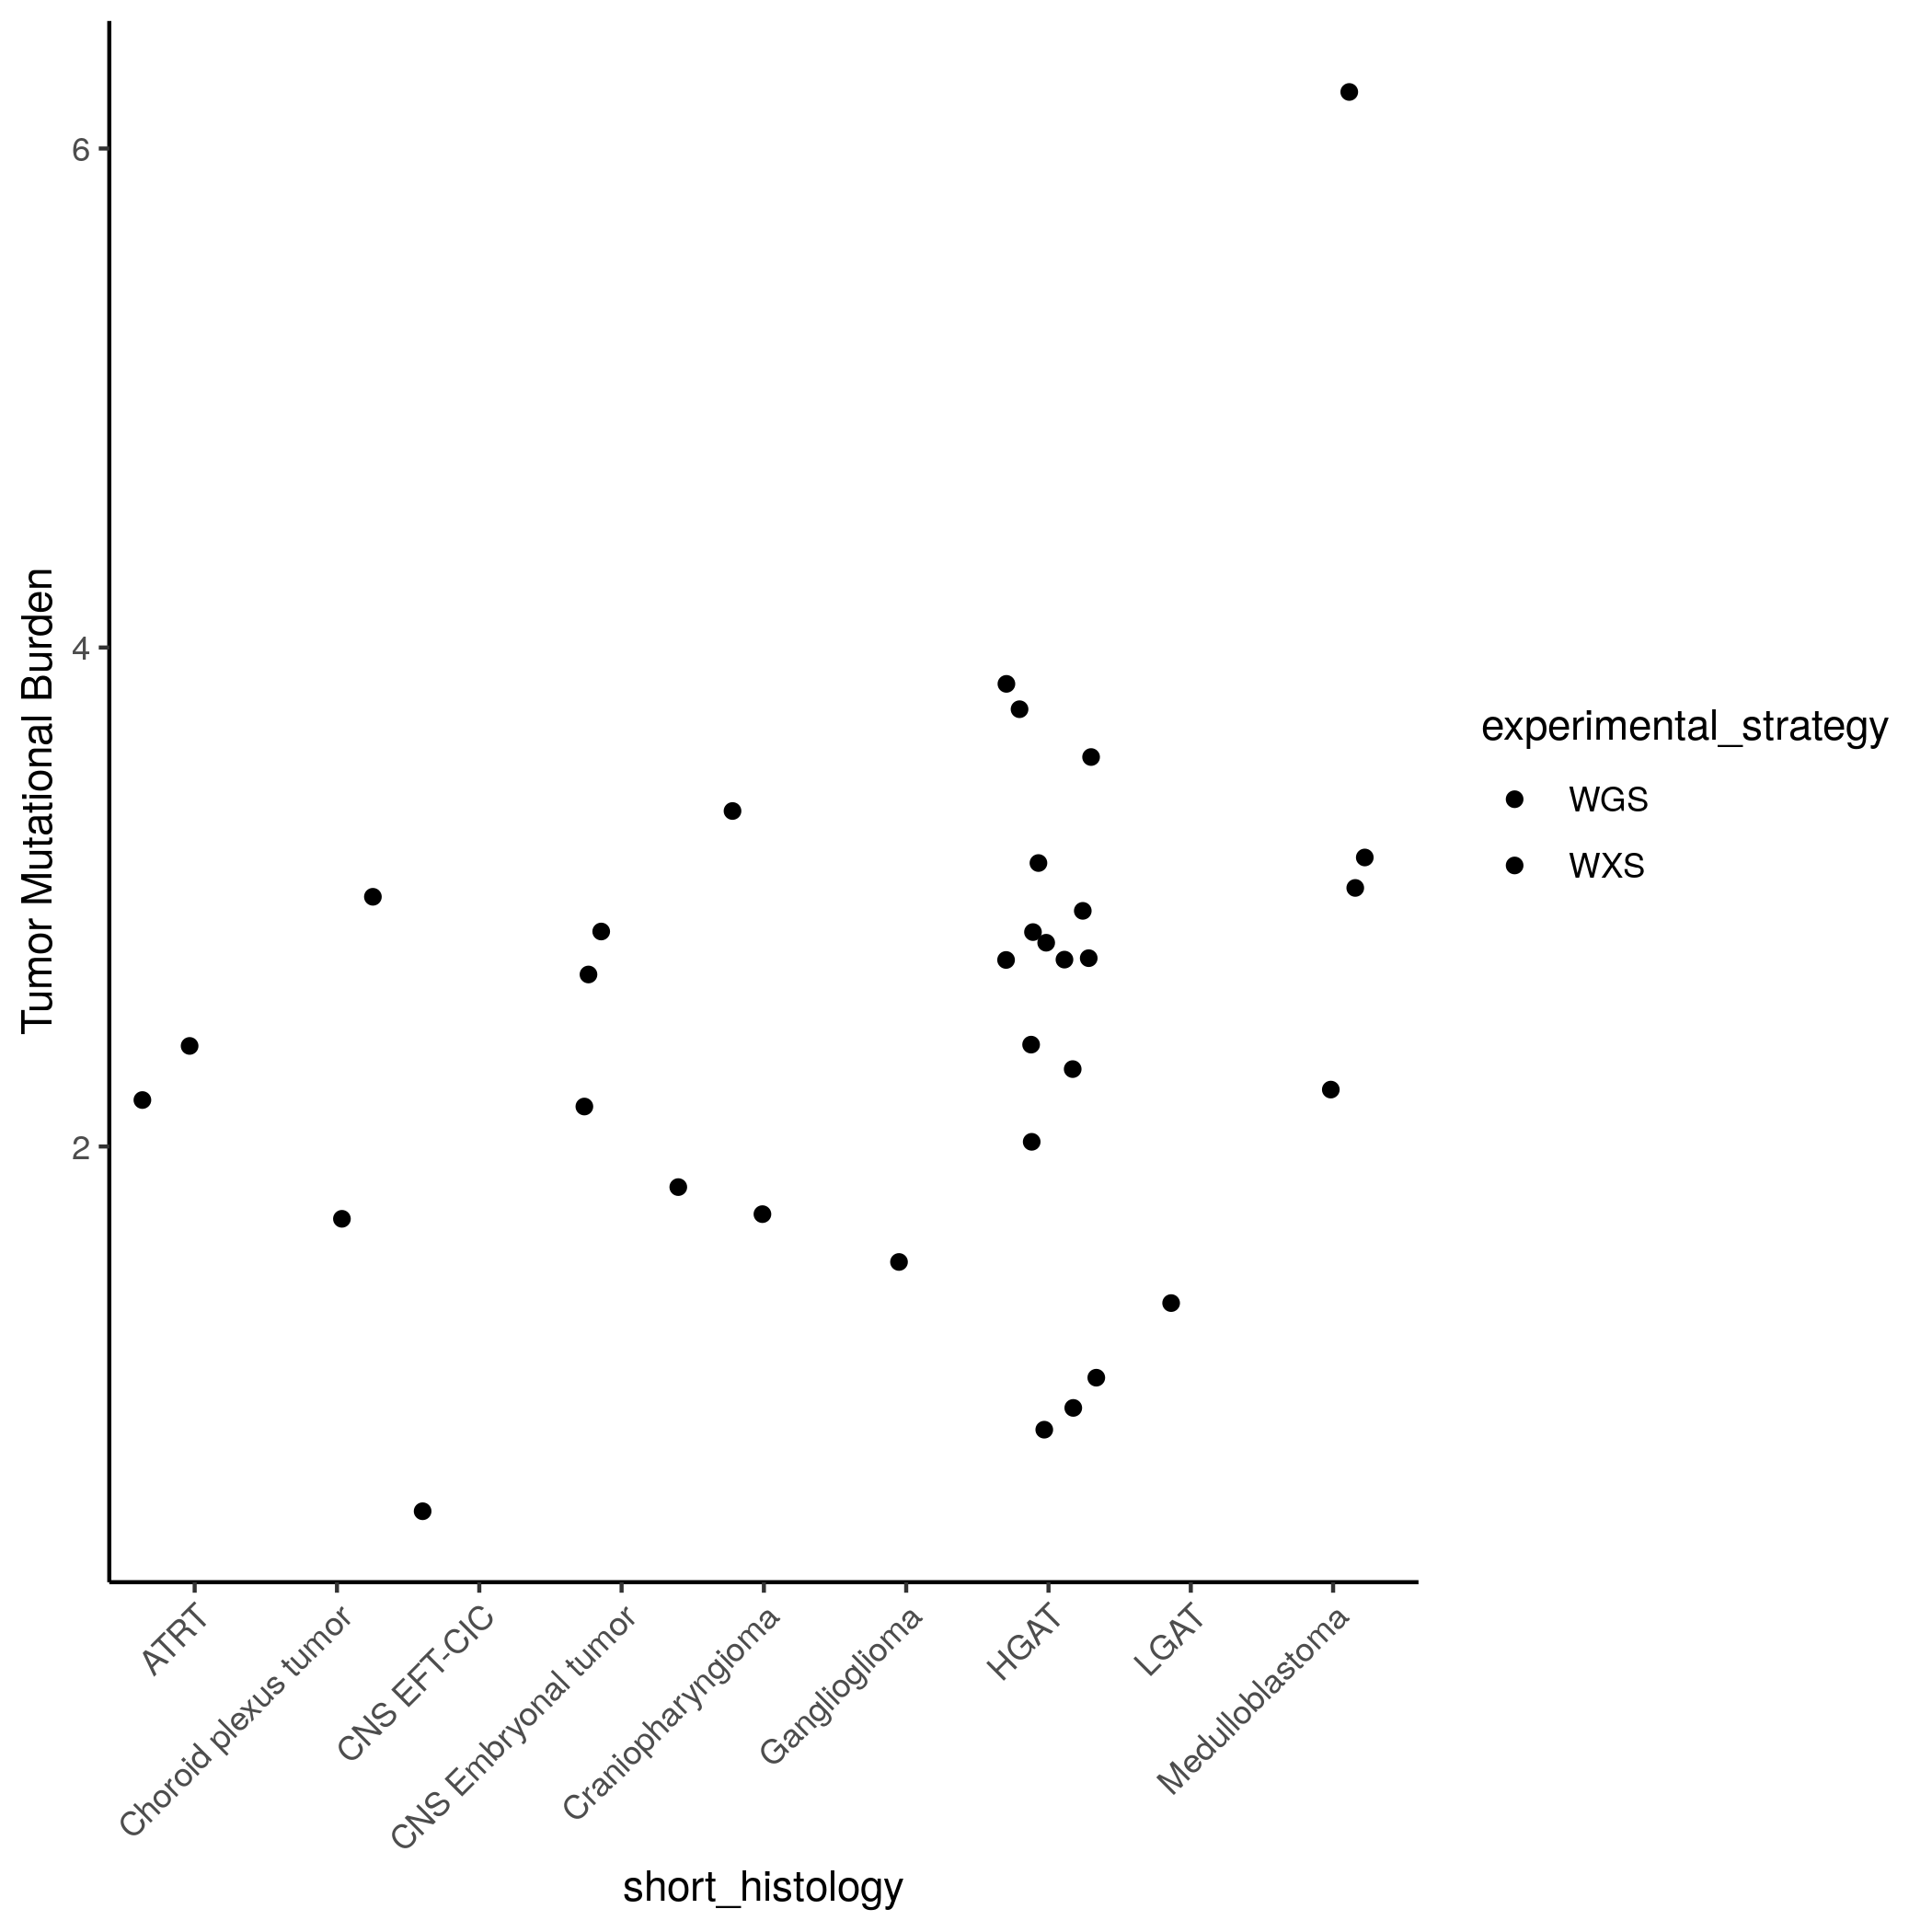 6
4
2
Tumor Mutational Burden
experimental_strategy
WGS
WXS
ATRT
Choroid plexus tumor
CNS EFT-CIC
CNS Embryonal tumor
Craniopharyngioma
Ganglioglioma
HGAT
LGAT
Medulloblastoma
short_histology